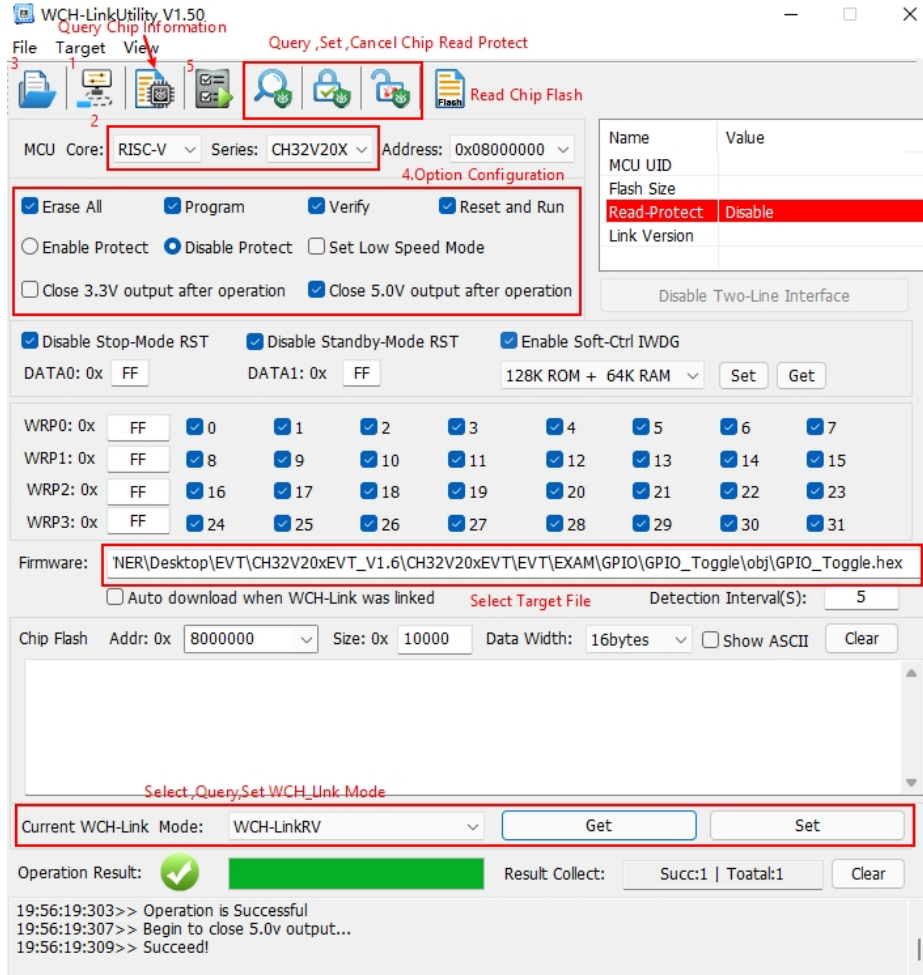 WCH-LinkUtility V1.50
Query Chip Information
File Target View
Query ,Set ,Cancel Chip Read Protect
3
1
5
Flash
Read Chip Flash
2
MCU Core: RISC-V Series: CH32V20X Address: 0x08000000
4.Option Configuration
Erase All Program Verify Reset and Run
Enable Protect Disable Protect Set Low Speed Mode
Close 3.3V output after operation Close 5.0V output after operation
Name Value
MCU UID
Flash Size
Read-Protect Disable
Link Version
Disable Two-Line Interface
Disable Stop-Mode RST Disable Standby-Mode RST Enable Soft-Ctrl IWDG
DATA0: 0x FF DATA1: 0x FF 128K ROM + 64K RAM Set Get
WRP0: 0x FF 0 1 2 3 4 5 6 7
WRP1: 0x FF 8 9 10 11 12 13 14 15
WRP2: 0x FF 16 17 18 19 20 21 22 23
WRP3: 0x FF 24 25 26 27 28 29 30 31
Firmware: 'NER\Desktop\EVT\CH32V20xEVT_V1.6\CH32V20xEVT\EVT\EXAM\GPIO\GPIO_Toggle\obj\GPIO_Toggle.hex
Auto download when WCH-Link was linked Select Target File Detection Interval(S): 5
Chip Flash Addr: 0x 8000000 Size: 0x 10000 Data Width: 16bytes Show ASCII Clear
Select ,Query,Set WCH_LInk Mode
Current WCH-Link Mode: WCH-LinkRV Get Set
Operation Result: Result Collect: Succ:1 | Toatal:1 Clear
19:56:19:303>> Operation is Successful
19:56:19:307>> Begin to close 5.0v output...
19:56:19:309>> Succeed!